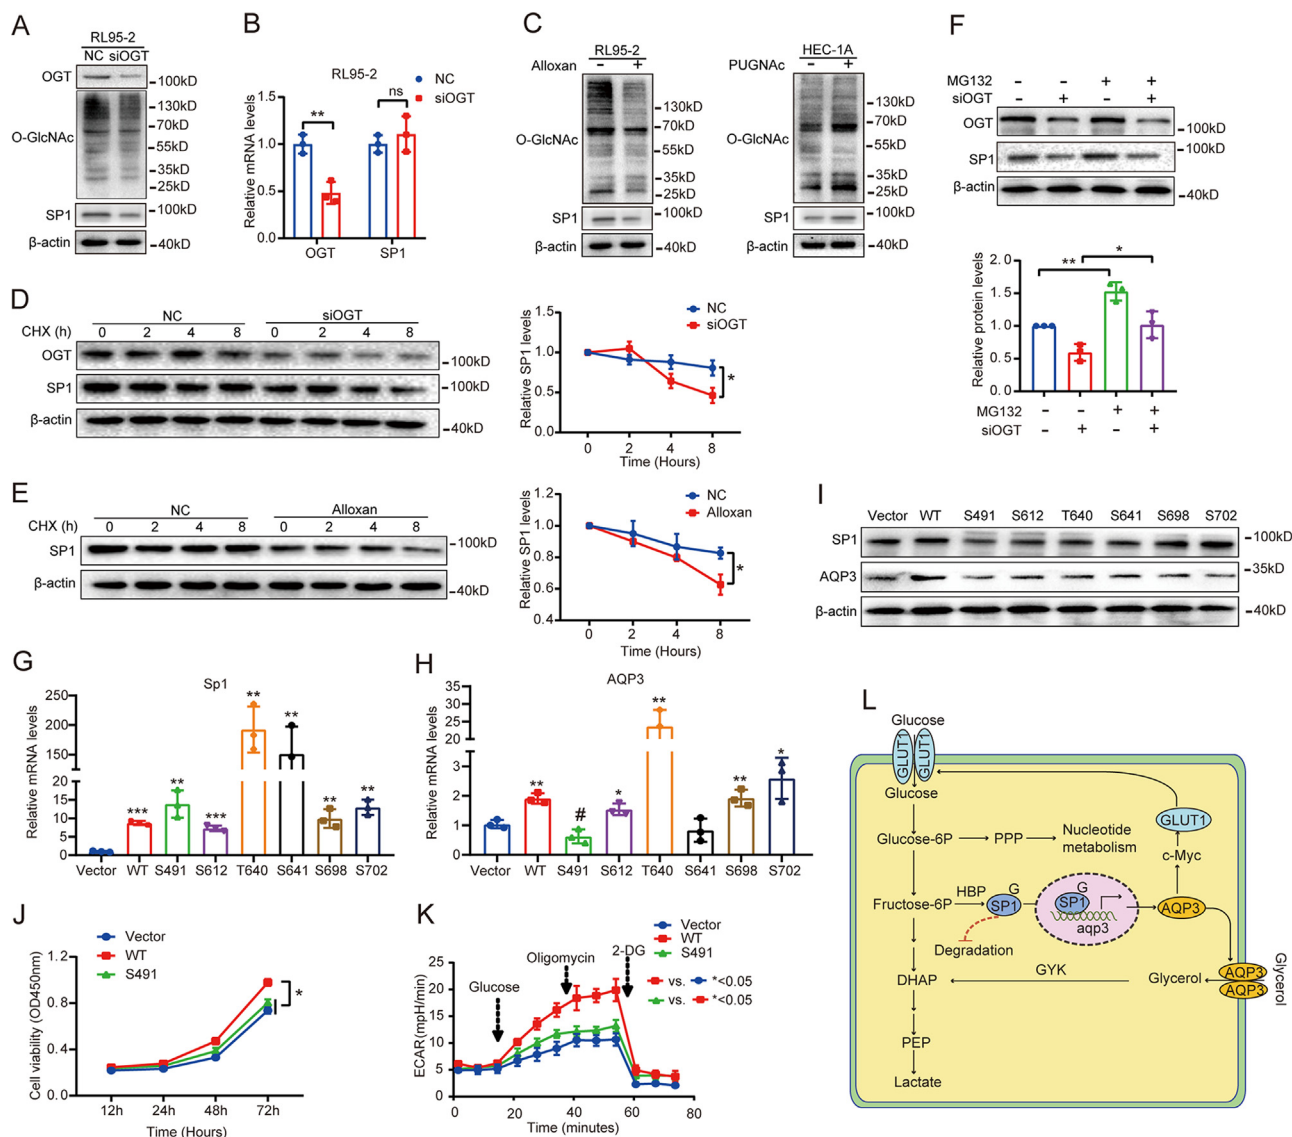 A
RL95-2
NC siOGT
OGT
-100kD
O-GlcNAc
-130kD
-70kD
-55kD
-35kD
-25kD
SP1
-100kD
β-actin
-40kD
B
RL95-2
NC
siOGT
Relative mRNA levels
1.5
1.0
0.5
0.0
**
ns
OGT SP1
C
RL95-2
Alloxan - +
O-GlcNAc
-130kD
-70kD
-55kD
-35kD
-25kD
SP1
-100kD
β-actin
-40kD
HEC-1A
PUGNAc - +
O-GlcNAc
-130kD
-70kD
-55kD
-35kD
-25kD
SP1
-100kD
β-actin
-40kD
F
MG132 - - + +
siOGT - + - +
OGT
-100kD
SP1
-100kD
β-actin
-40kD
Relative protein levels
2.0
1.5
1.0
0.5
0.0
**
*
MG132 - - + +
siOGT - + - +
D
NC siOGT
CHX (h) 0 2 4 8 0 2 4 8
OGT
-100kD
SP1
-100kD
β-actin
-40kD
Relative SP1 levels
1.5
1.0
0.5
0.0
NC
siOGT
*
0 2 4 8
Time (Hours)
E
NC Alloxan
CHX (h) 0 2 4 8 0 2 4 8
SP1
-100kD
β-actin
-40kD
Relative SP1 levels
1.2
1.0
0.8
0.6
0.4
NC
Alloxan
*
0 2 4 8
Time (Hours)
I
Vector WT S491 S612 T640 S641 S698 S702
SP1
-100kD
AQP3
-35kD
β-actin
-40kD
G
Sp1
Relative mRNA levels
250
200
150
100
20
15
10
5
0
*** ** *** ** ** ** **
Vector WT S491 S612 T640 S641 S698 S702
H
AQP3
Relative mRNA levels
35
30
25
20
15
4
3
2
1
0
** # * ** ** *
Vector WT S491 S612 T640 S641 S698 S702
J
Vector
WT
S491
Cell viability (OD450nm)
1.2
0.8
0.4
0.0
*
12h 24h 48h 72h
Time (Hours)
K
Vector
WT
S491
vs. *<0.05
vs. *<0.05
Glucose
Oligomycin
2-DG
ECAR(mpH/min)
25
20
15
10
5
0
0 20 40 60 80
Time (minutes)
L
Glucose
GLUT1
GLUT1
Glucose
Glucose-6P
PPP
Nucleotide
metabolism
GLUT1
c-Myc
Fructose-6P
HBP
G
SP1
G
SP1
aqp3
AQP3
Degradation
DHAP
GYK
Glycerol
AQP3
AQP3
Glycerol
PEP
Lactate